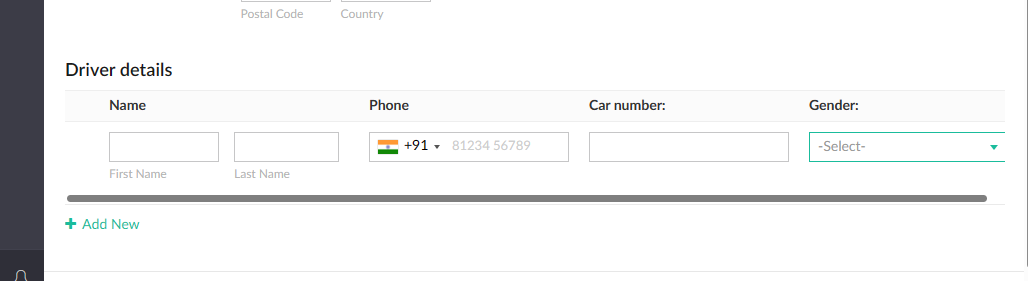 Postal Code Country
Driver details
Name Phone Car number: Gender:
+91 81234 56789 -Select-
First Name Last Name
Add New